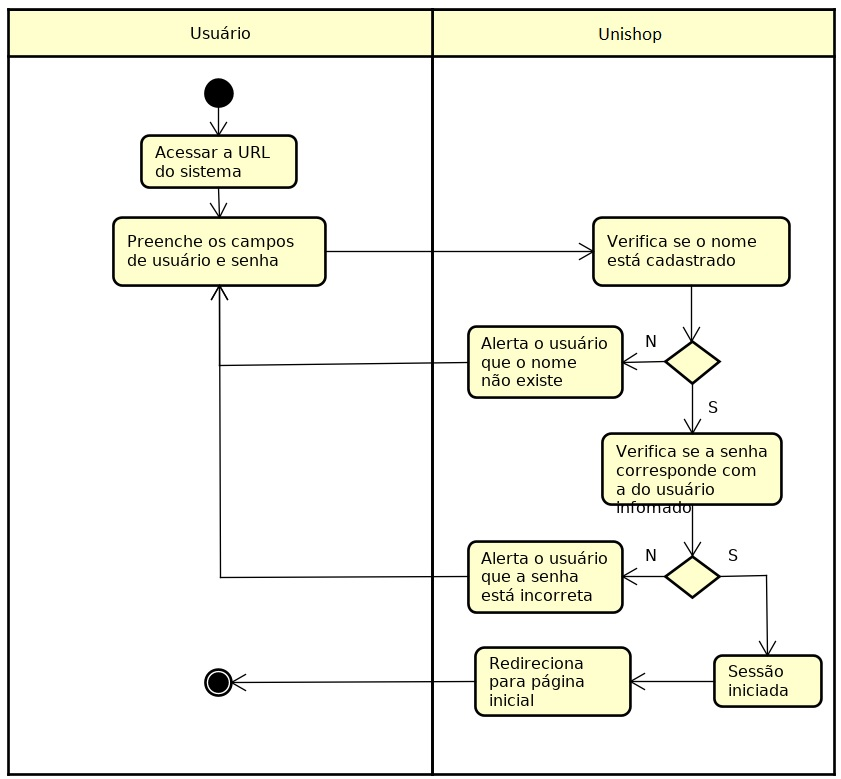 Usuário
Unishop
Acessar a URL
do sistema
Preenche os campos
de usuário e senha
Verifica se o nome
está cadastrado
Alerta o usuário
que o nome
não existe
N
S
Verifica se a senha
corresponde com
a do usuário
infomado
Alerta o usuário
que a senha
está incorreta
N
S
Redireciona
para página
inicial
Sessão
iniciada